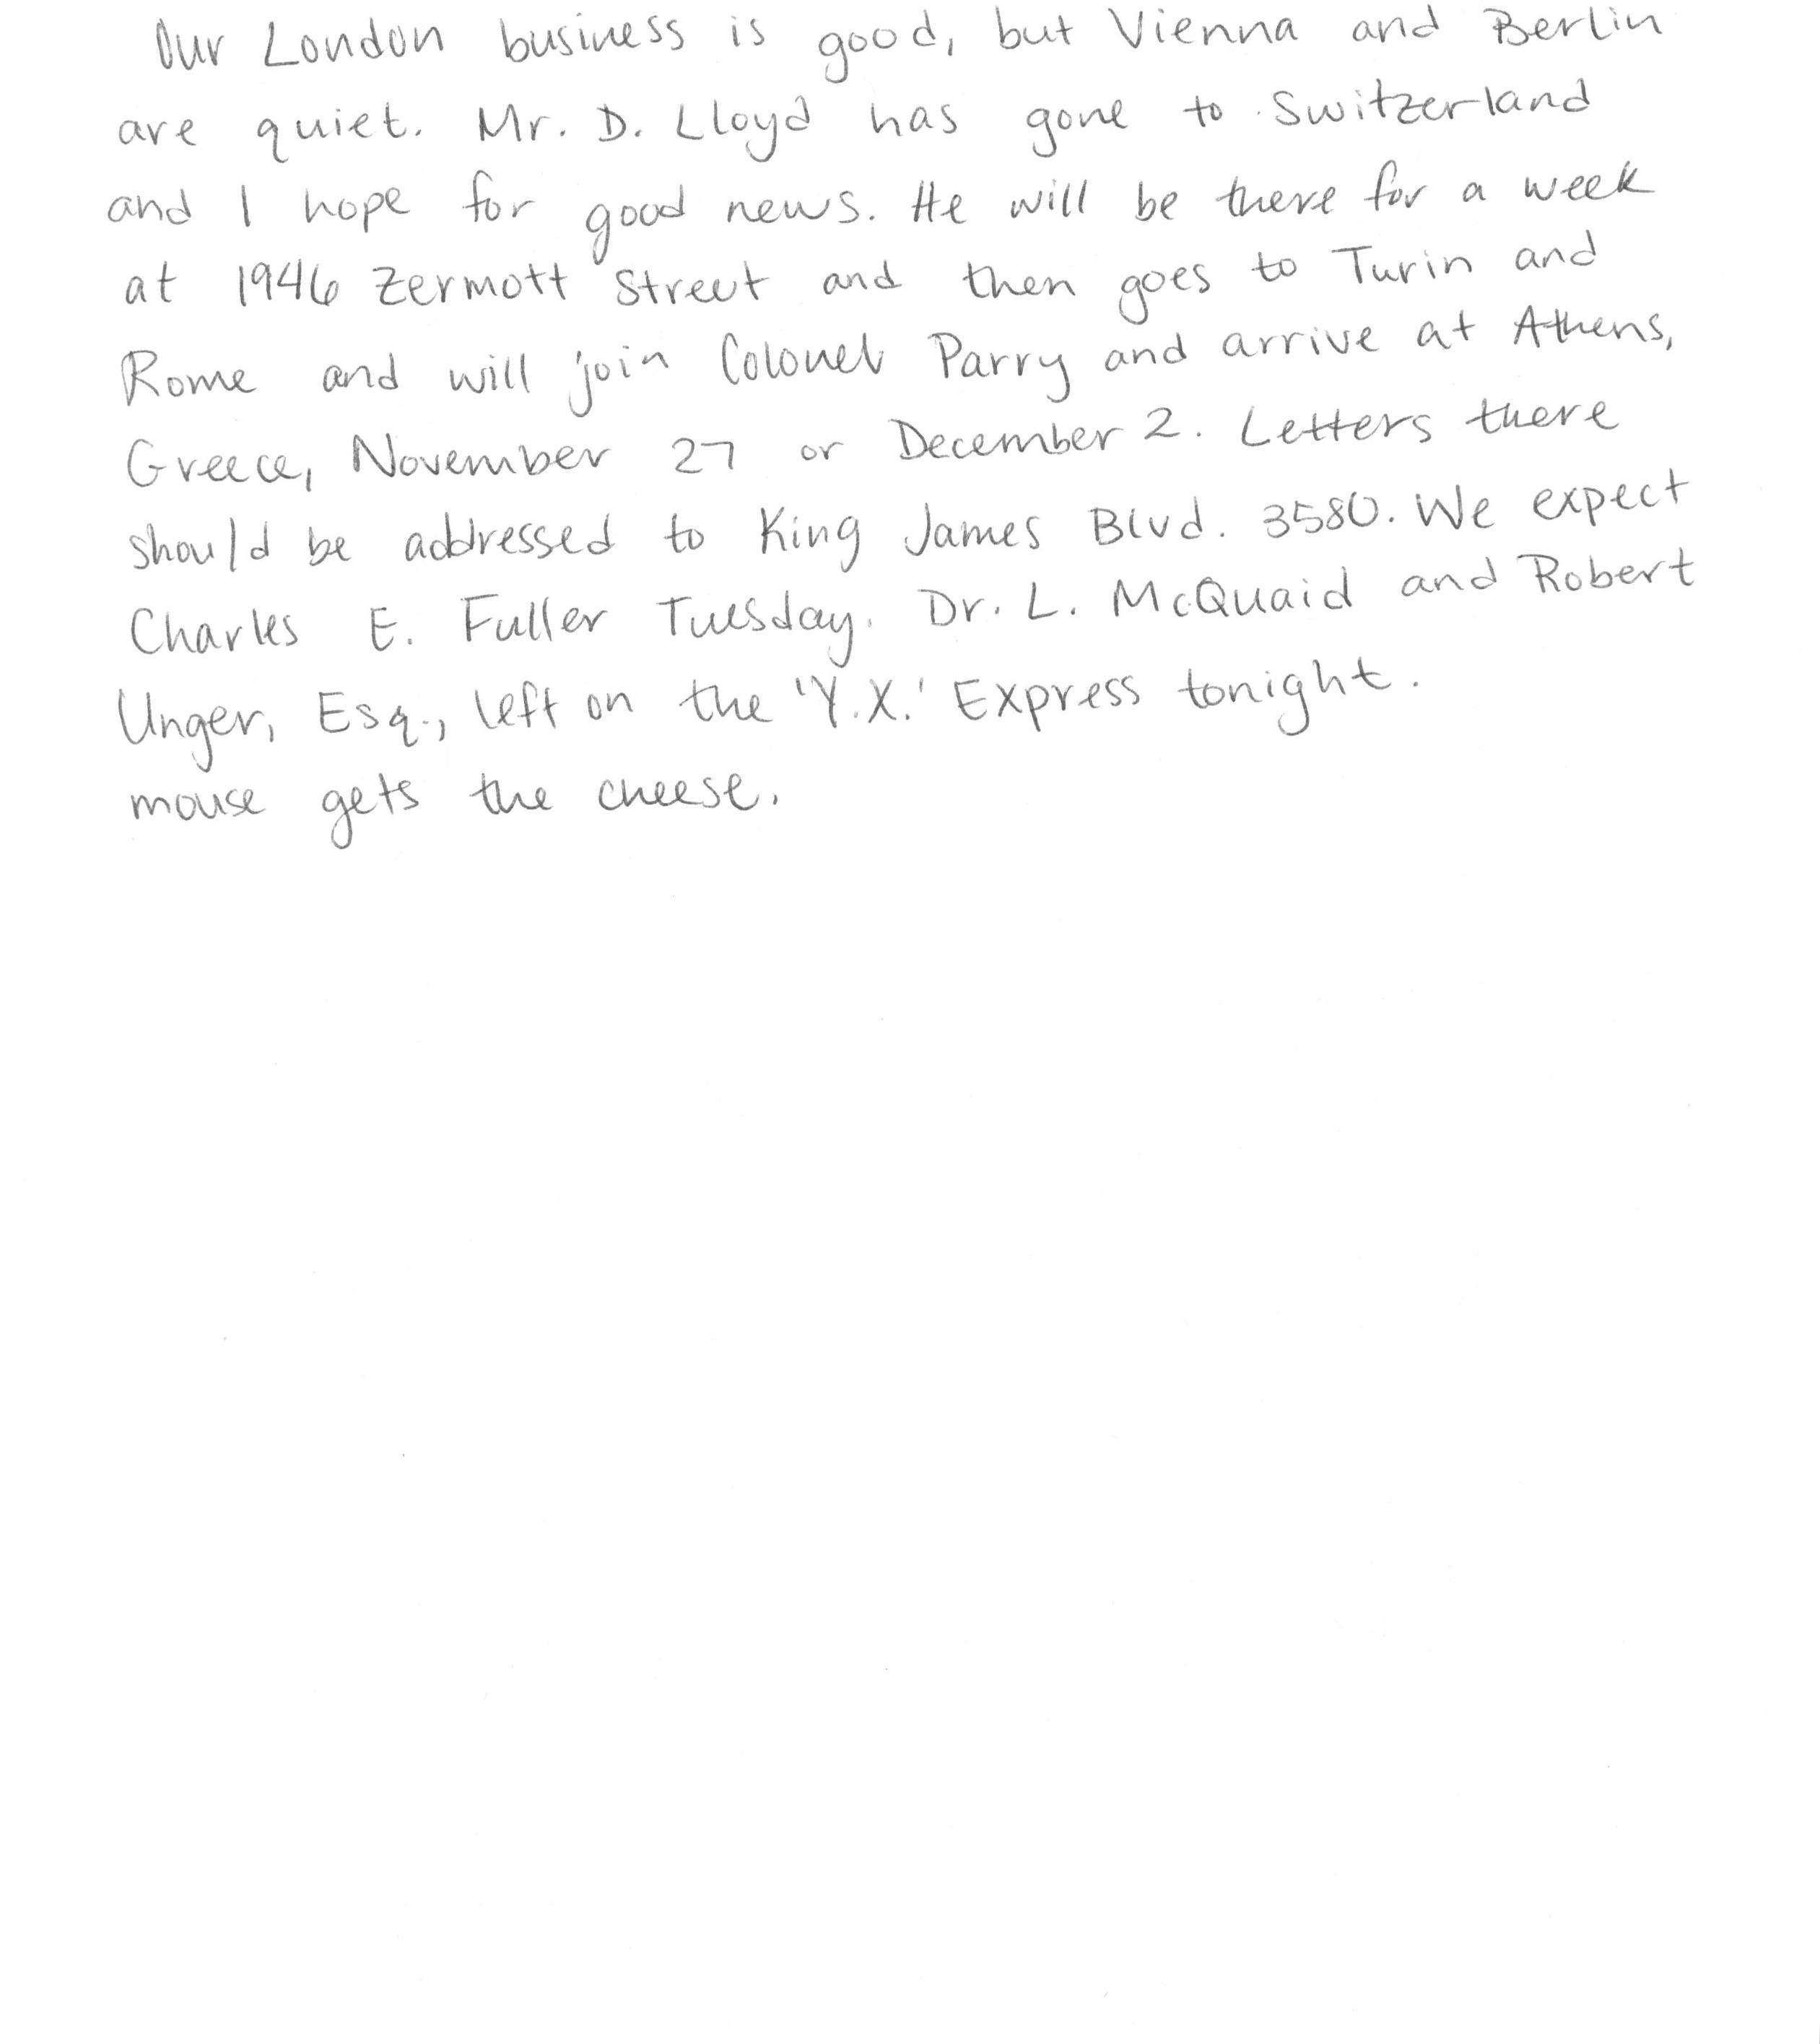 Our London business is good, but Vienna and Berlin
are quiet. Mr. D. Lloyd has gone to Switzerland
and I hope for good news. He will be there for a week
at 1946 Zermott Street and then goes to Turin and
Rome and will join Colonel Parry and arrive at Athens,
Greece, November 27 or December 2. Letters there
should be addressed to King James Blvd. 3580. We expect
Charles E. Fuller Tuesday. Dr. L. McQuaid and Robert
Unger, Esq., left on the 'Y.X.' Express tonight.
mouse gets the cheese.